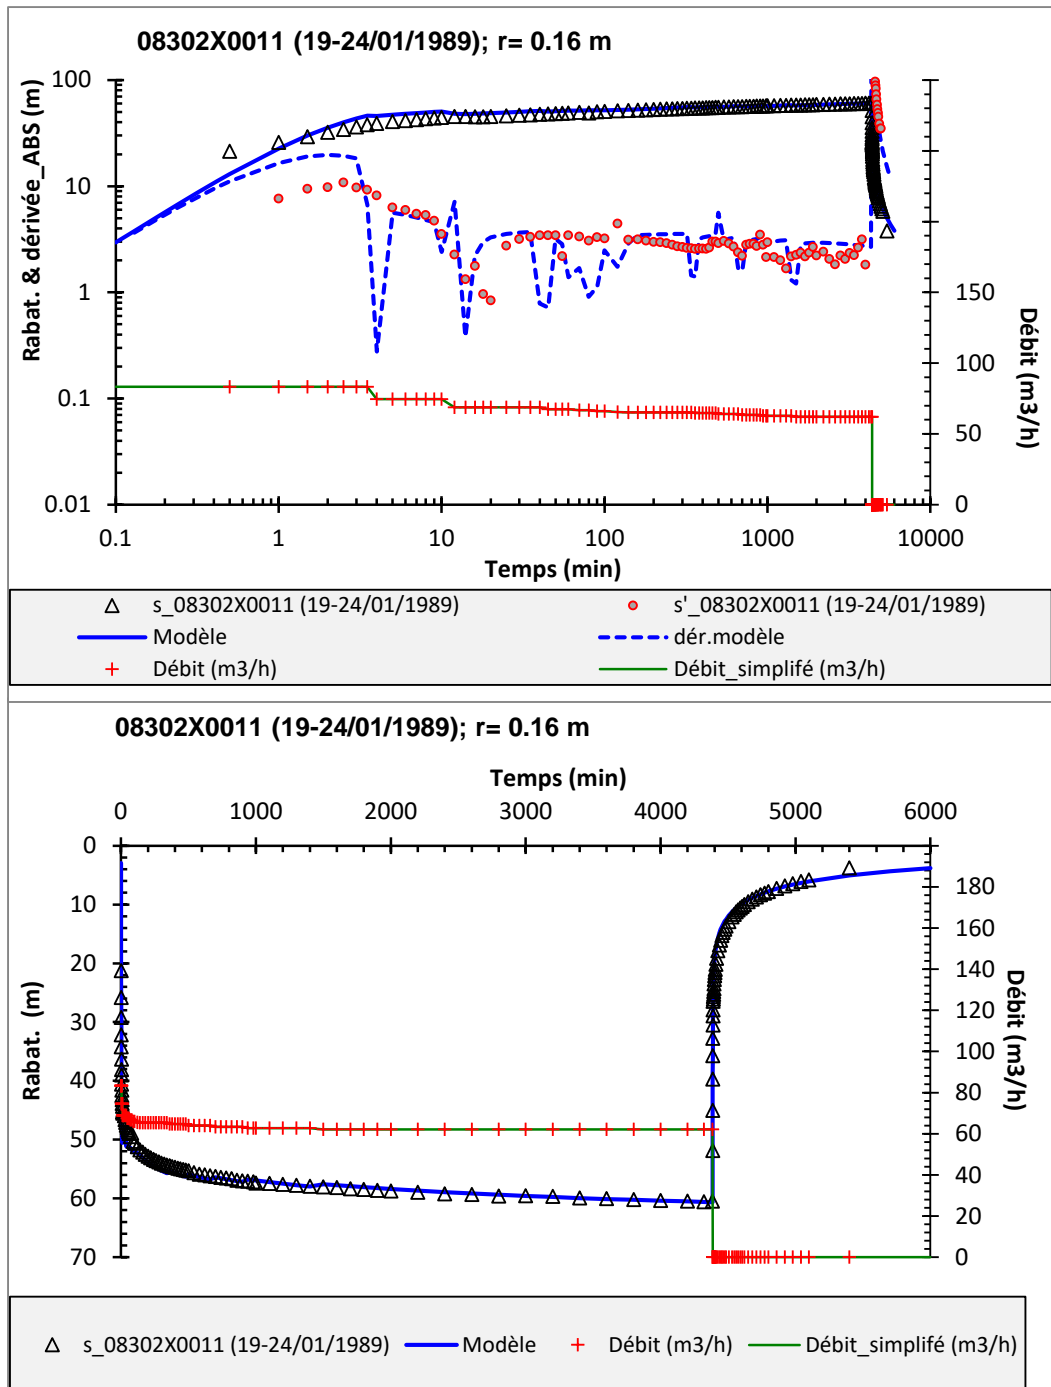 08302X0011 (19-24/01/1989); r= 0.16 m
Rabat. & dérivée_ABS (m)
100
10
1
0.1
0.01
150
100
50
0
Débit (m3/h)
0.1 1 10 100 1000 10000
Temps (min)
s_08302X0011 (19-24/01/1989) s'_08302X0011 (19-24/01/1989)
Modèle dér.modèle
Débit (m3/h) Débit_simplifé (m3/h)
08302X0011 (19-24/01/1989); r= 0.16 m
Temps (min)
0 1000 2000 3000 4000 5000 6000
Rabat. (m)
0
10
20
30
40
50
60
70
180
160
140
120
100
80
60
40
20
0
Débit (m3/h)
s_08302X0011 (19-24/01/1989) Modèle Débit (m3/h) Débit_simplifé (m3/h)